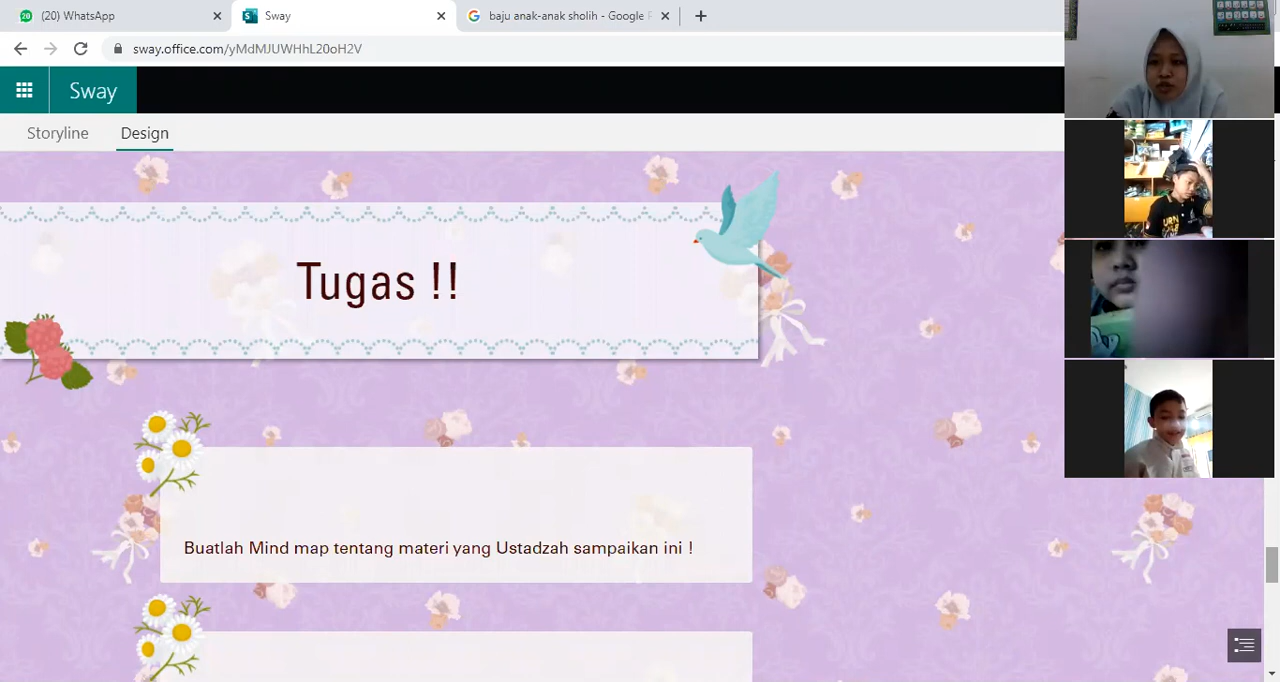 (20) WhatsApp
Sway
baju anak-anak sholih - Google
sway.office.com/yMdMJUWHhL20oH2V
Sway
Storyline
Design
Tugas !!
Buatlah Mind map tentang materi yang Ustadzah sampaikan ini !